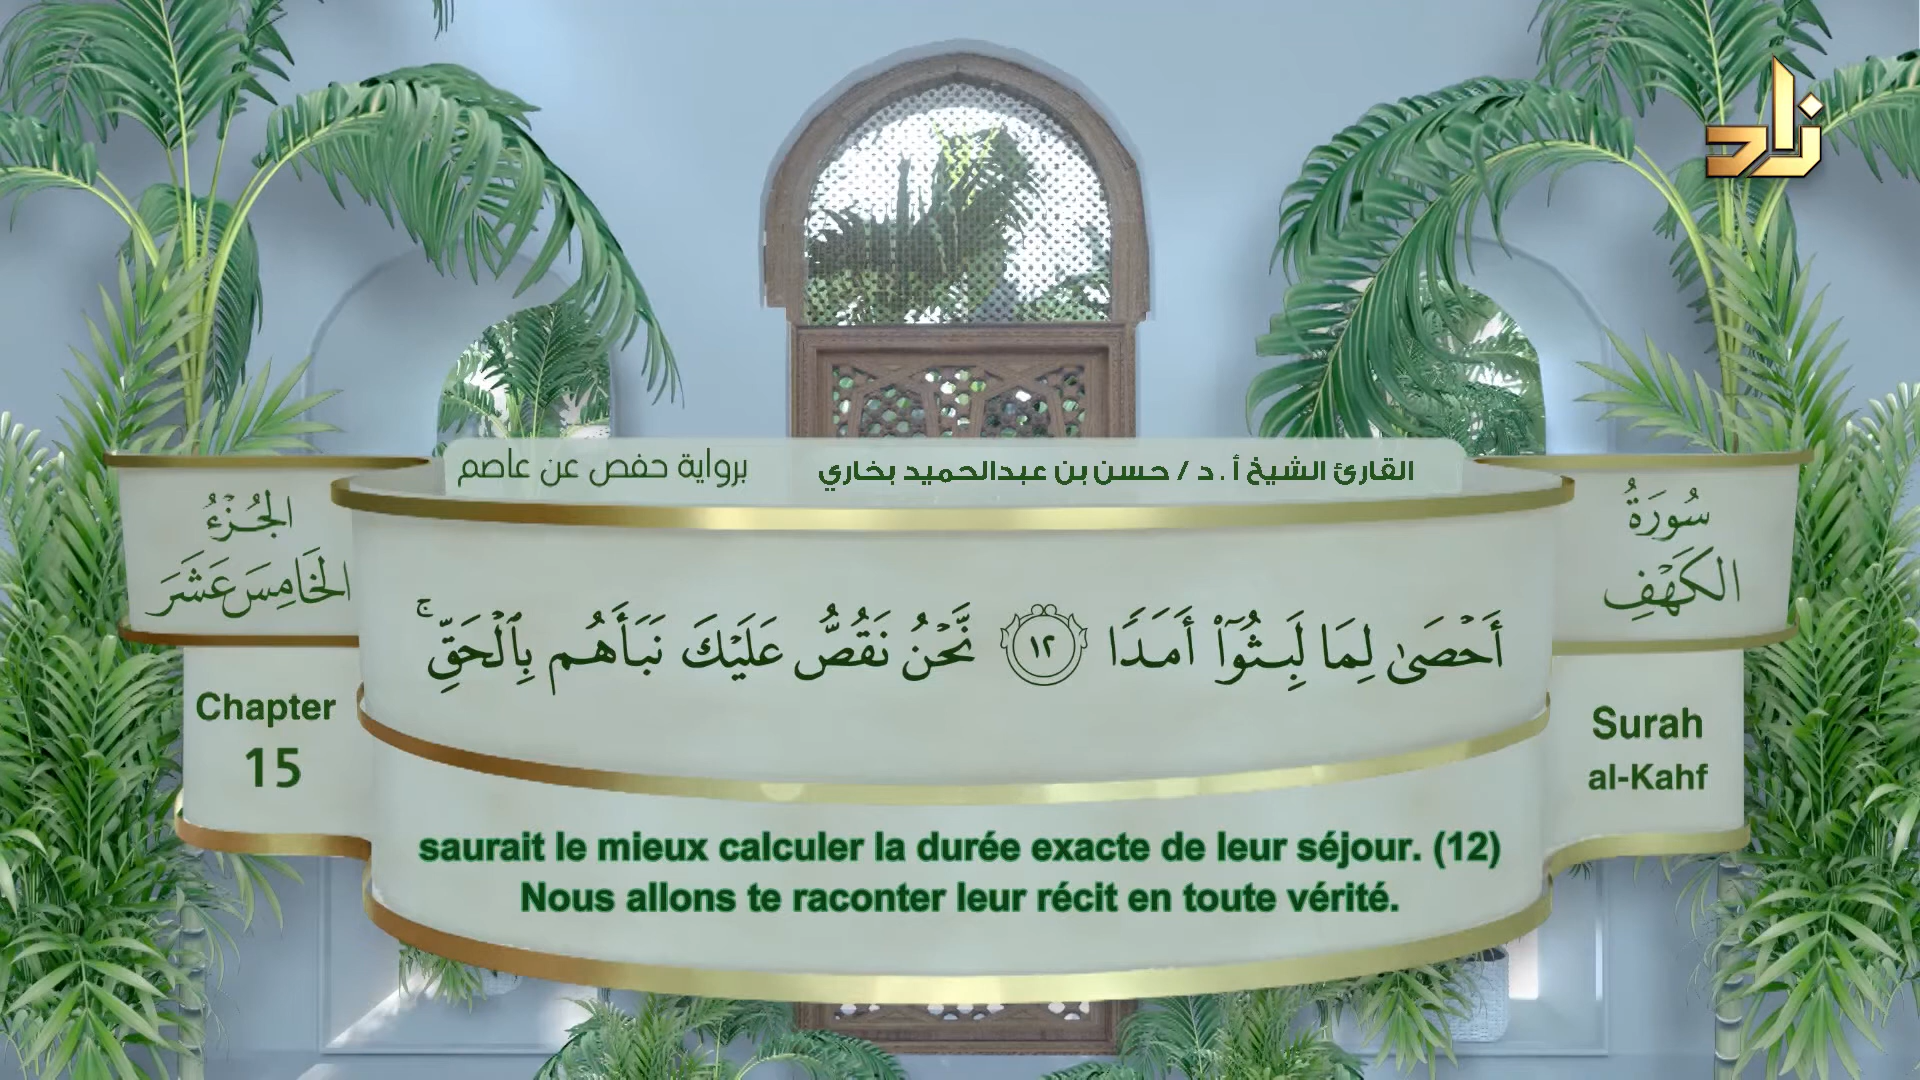 زاد
القارئ الشيخ أ . د / حسن بن عبدالحميد بخاري
برواية حفص عن عاصم
سُورَةُ
الكَهْفِ
الجُزْءُ
الخَامِسَ عَشَرَ
أَحْصَىٰ لِمَا لَبِثُوٓا۟ أَمَدًا ١٢ نَّحْنُ نَقُصُّ عَلَيْكَ نَبَأَهُم بِٱلْحَقِّ ۚ
Chapter
15
Surah
al-Kahf
saurait le mieux calculer la durée exacte de leur séjour. (12)
Nous allons te raconter leur récit en toute vérité.